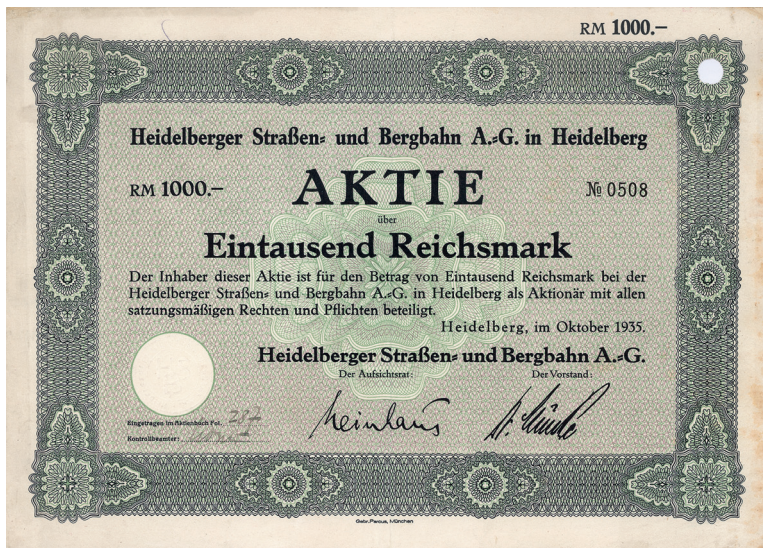 RM 1000.–
Heidelberger Straßen= und Bergbahn A.=G. in Heidelberg
RM 1000.– AKTIE № 0508
über
Eintausend Reichsmark
Der Inhaber dieser Aktie ist für den Betrag von Eintausend Reichsmark bei der
Heidelberger Straßen= und Bergbahn A.=G. in Heidelberg als Aktionär mit allen
satzungsmäßigen Rechten und Pflichten beteiligt.
Heidelberg, im Oktober 1935.
Heidelberger Straßen= und Bergbahn A.=G.
Der Aufsichtsrat: Der Vorstand:
Eingetragen im Aktienbuch Fol. 287
Kontrollbeamter:
Gebr. Parcus, München